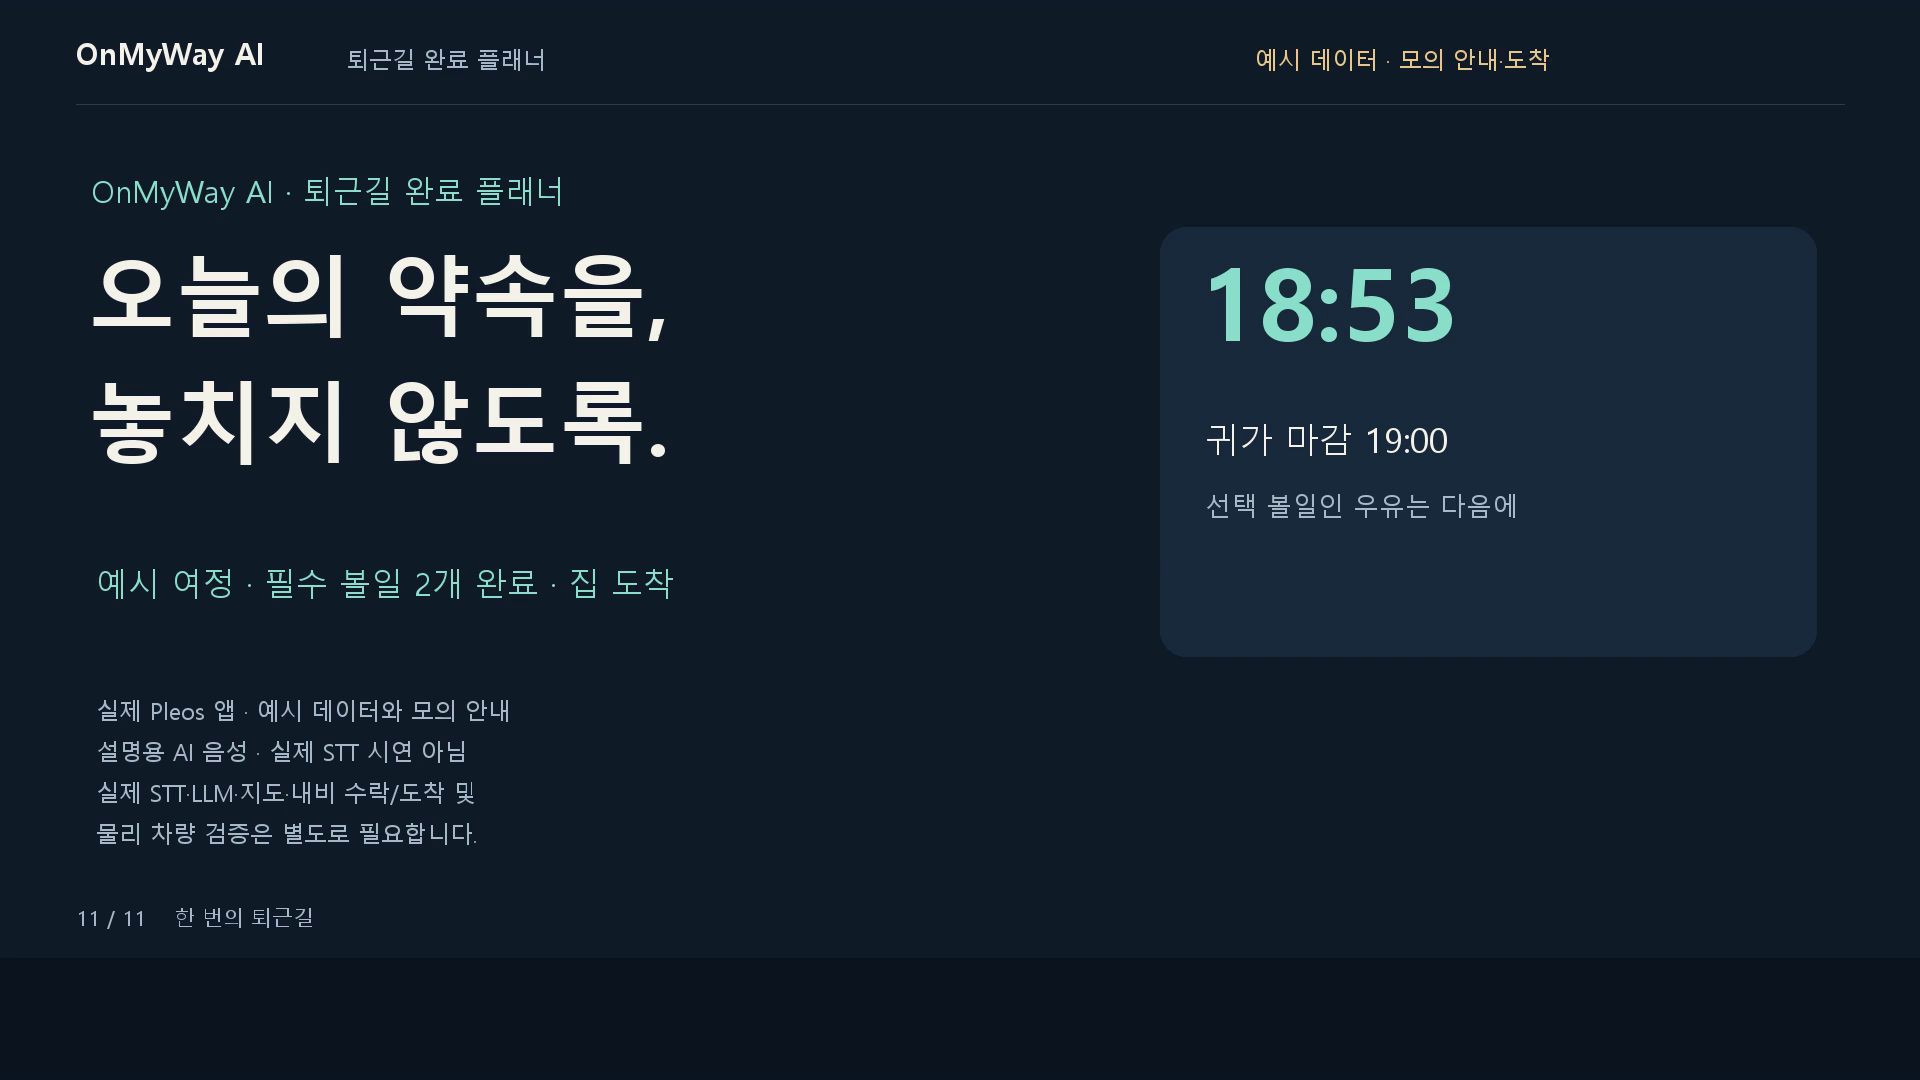 OnMyWay AI 퇴근길 완료 플래너 예시 데이터 · 모의 안내·도착
OnMyWay AI · 퇴근길 완료 플래너
오늘의 약속을,
놓치지 않도록.
예시 여정 · 필수 볼일 2개 완료 · 집 도착
18:53
귀가 마감 19:00
선택 볼일인 우유는 다음에
실제 Pleos 앱 · 예시 데이터와 모의 안내
설명용 AI 음성 · 실제 STT 시연 아님
실제 STT·LLM·지도·내비 수락/도착 및
물리 차량 검증은 별도로 필요합니다.
11 / 11 한 번의 퇴근길